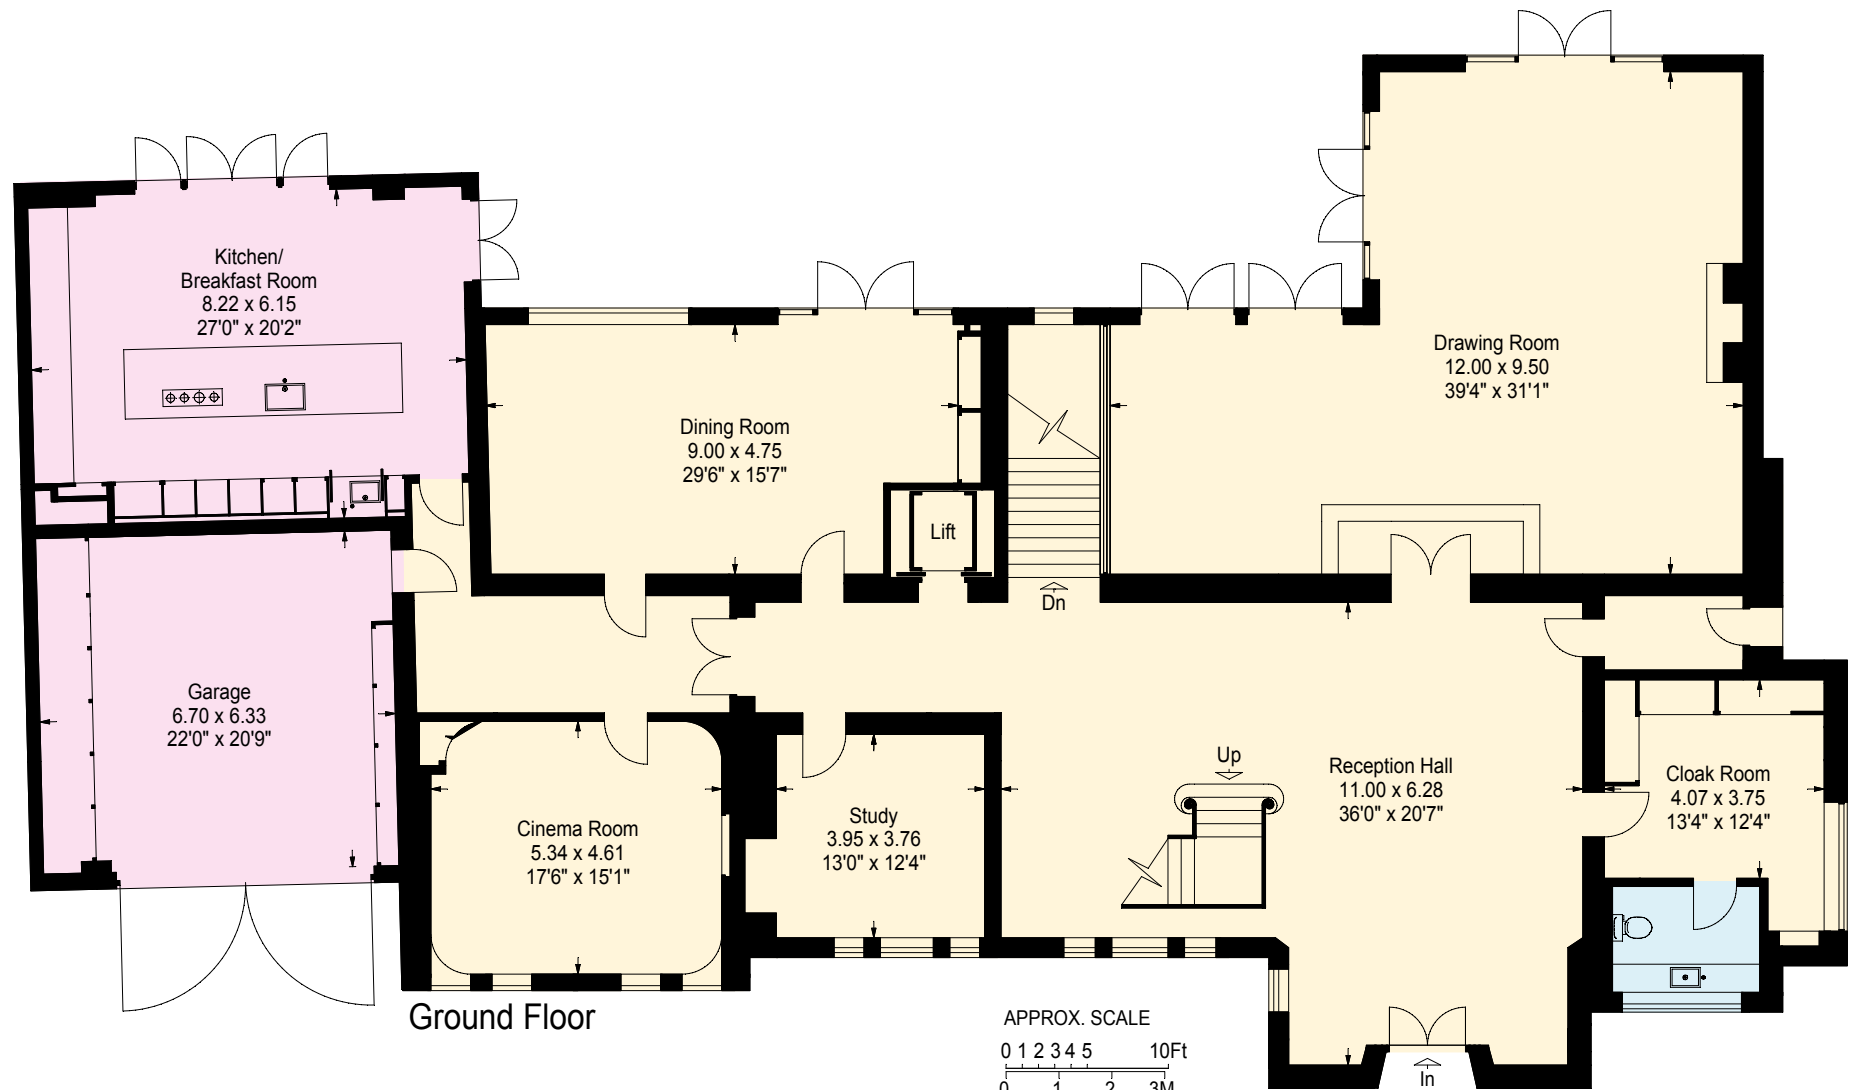 Kitchen/
Breakfast Room
8.22 x 6.15
27'0" x 20'2"
Drawing Room
12.00 x 9.50
39'4" x 31'1"
Dining Room
9.00 x 4.75
29'6" x 15'7"
Lift
Dn
Garage
6.70 x 6.33
22'0" x 20'9"
Up
Reception Hall
11.00 x 6.28
36'0" x 20'7"
Cloak Room
4.07 x 3.75
13'4" x 12'4"
Cinema Room
5.34 x 4.61
17'6" x 15'1"
Study
3.95 x 3.76
13'0" x 12'4"
Ground Floor
APPROX. SCALE
0 1 2 3 4 5 10Ft
0 1 2 3M
In